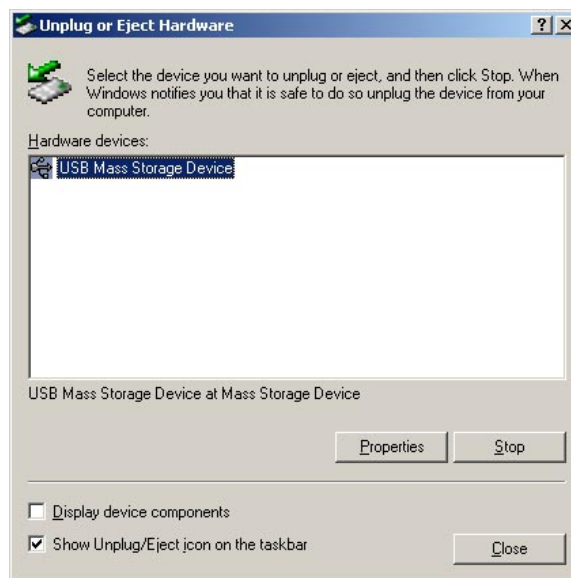 Unplug or Eject Hardware
Select the device you want to unplug or eject, and then click Stop. When
Windows notifies you that it is safe to do so unplug the device from your
computer.
Hardware devices:
USB Mass Storage Device
USB Mass Storage Device at Mass Storage Device
Properties
Stop
Display device components
Show Unplug/Eject icon on the taskbar
Close